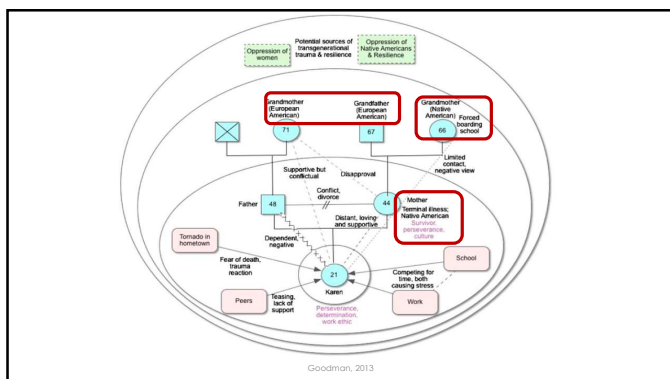 Potential sources of
transgenerational
trauma & resilience
Oppression of
women
Oppression of
Native Americans
& Resilience
Grandmother
(European
American)
71
Grandfather
(European
American)
67
Grandmother
(Native
American)
66
Forced
boarding
school
Supportive but
conflictual
Disapproval
Limited
contact,
negative view
Father
48
Conflict,
divorce
44
Mother
Terminal illness;
Native American
Survivor,
perseverance,
culture
Distant, loving
and supportive
Dependent,
negative
Tornado in
hometown
Fear of death,
trauma
reaction
21
Karen
School
Competing for
time, both
causing stress
Peers
Teasing,
lack of
support
Work
Perseverance,
determination,
work ethic
Goodman, 2013